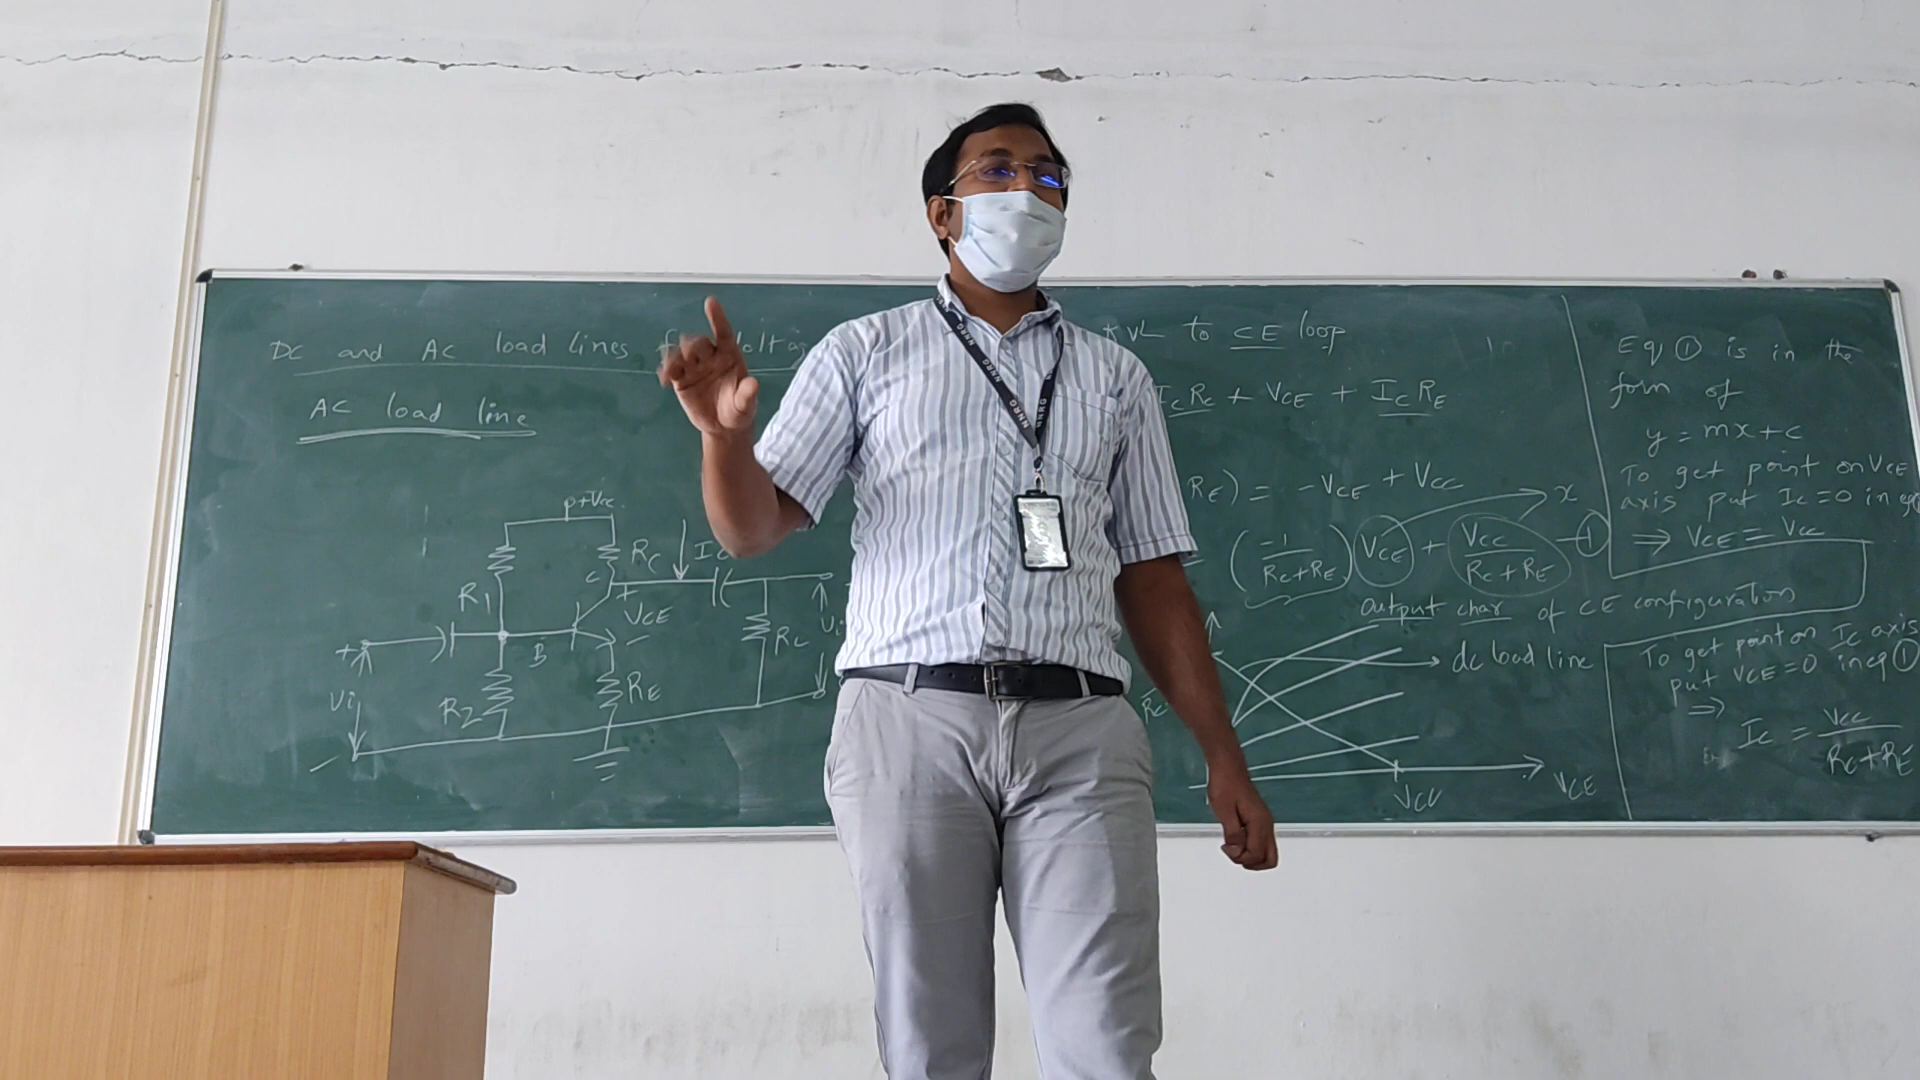 DC and AC load lines
AC load line
+Vcc
R1
RC
IC
C
+
VCE
-
B
R2
RE
RL
Vi
+
-
NNRG
NNRG
NNRG
NNRG
to CE loop
ICRC + VCE + ICRE
RE) = -VCE + VCC
(-1/RC+RE) VCE + VCC/RC+RE -①
x
output char of CE configuration
dc load line
VCC
VCE
Eq ① is in the
form of
y = mx+c
To get point on VCE
axis put IC=0 in eq
⇒ VCE = VCC
To get point on IC axis
put VCE=0 in eq ①
⇒
IC = VCC/RC+RE